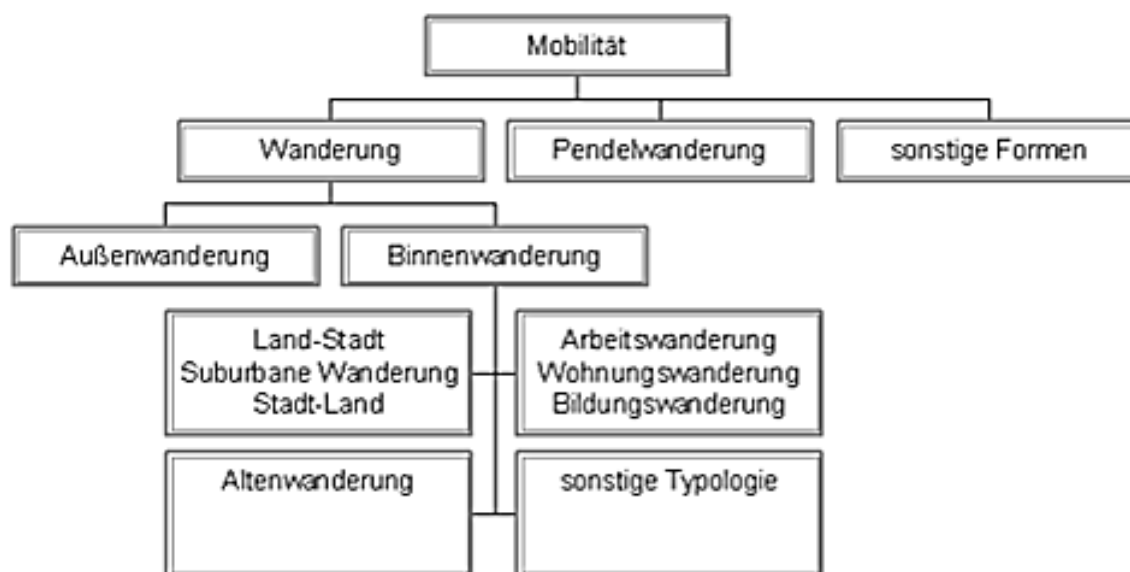 Mobilität
Wanderung
Pendelwanderung
sonstige Formen
Außenwanderung
Binnenwanderung
Land-Stadt
Suburbane Wanderung
Stadt-Land
Arbeitswanderung
Wohnungswanderung
Bildungswanderung
Altenwanderung
sonstige Typologie